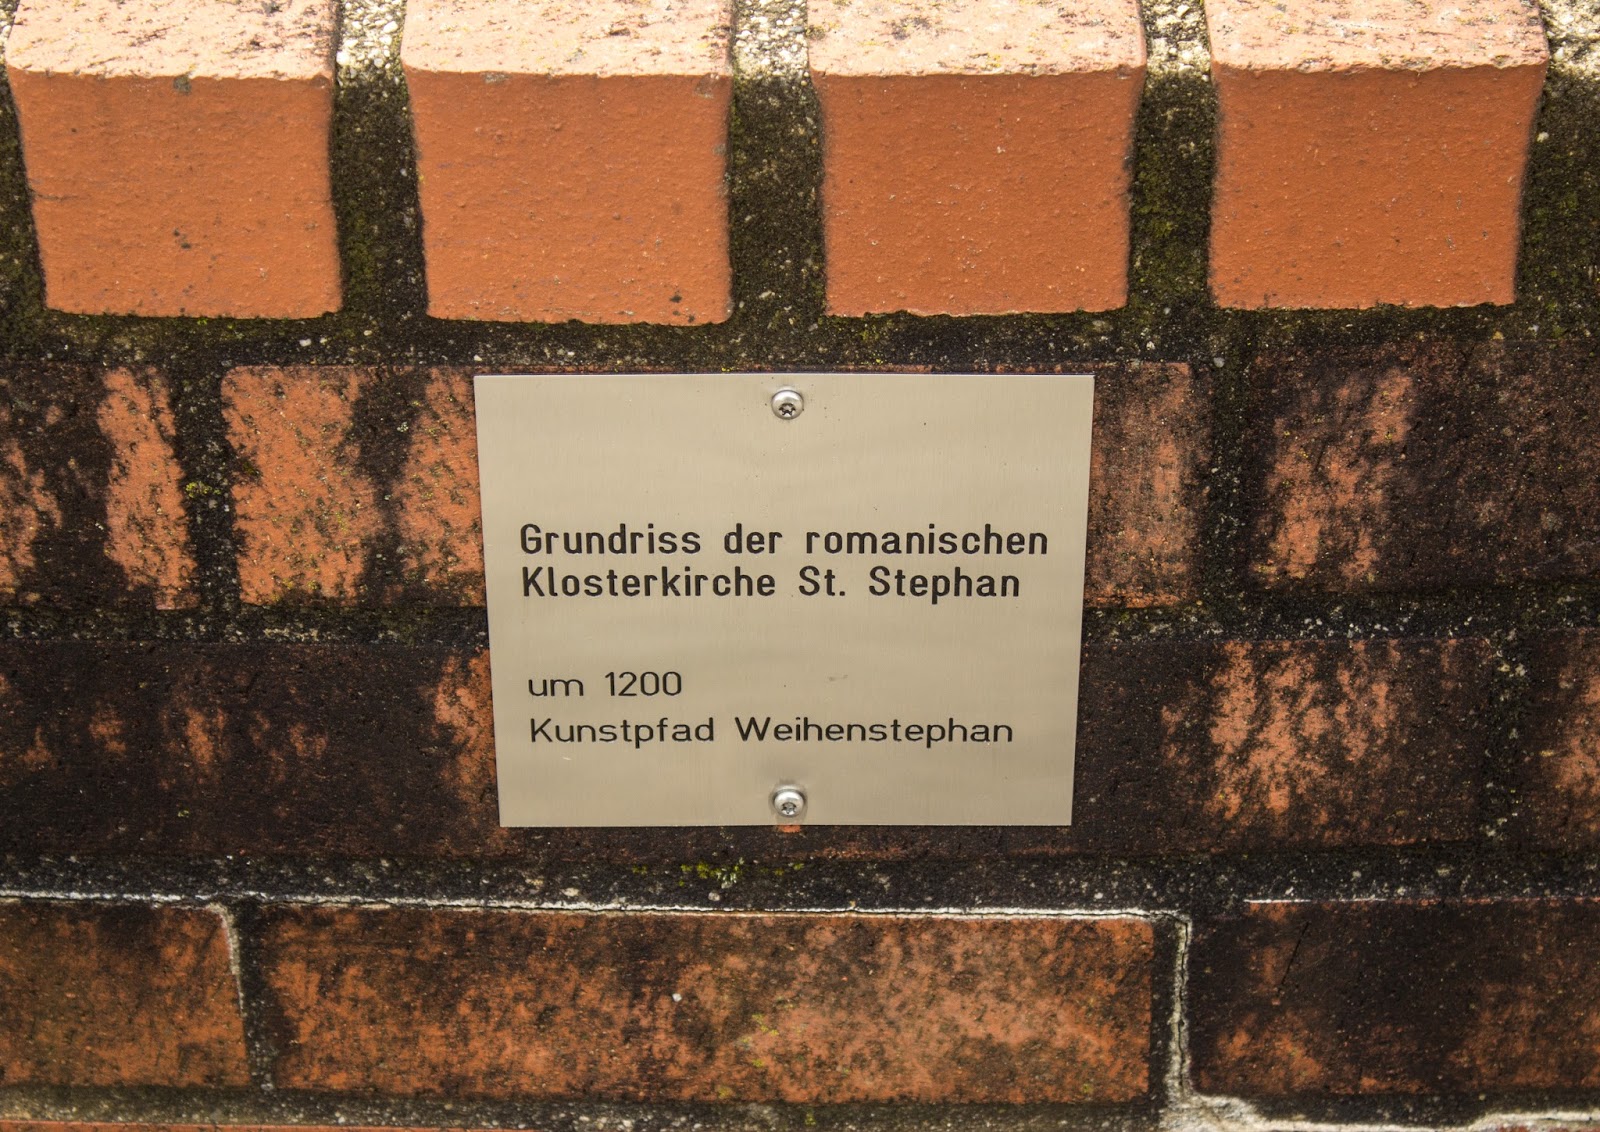 Grundriss der romanischen
Klosterkirche St. Stephan
um 1200
Kunstpfad Weihenstephan